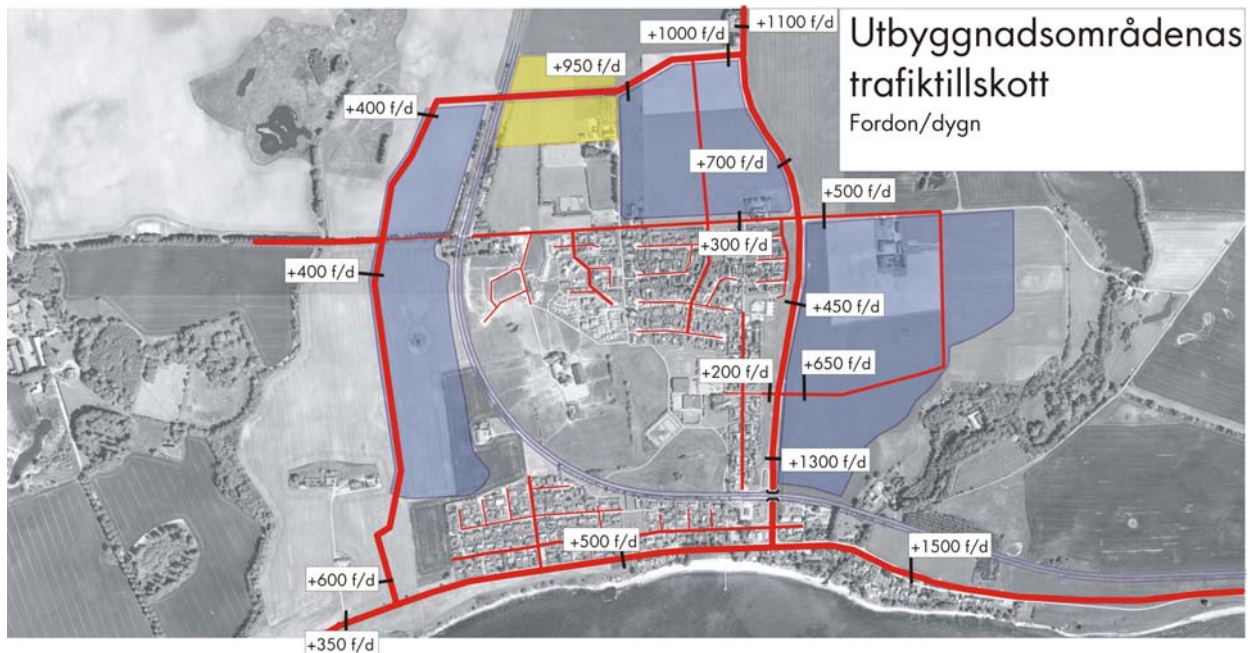 Utbyggnadsområdenas
trafiktillskott
Fordon/dygn
+1100 f/d
+1000 f/d
+950 f/d
+400 f/d
+700 f/d
+500 f/d
+300 f/d
+400 f/d
+450 f/d
+200 f/d
+650 f/d
+1300 f/d
+500 f/d
+1500 f/d
+600 f/d
+350 f/d